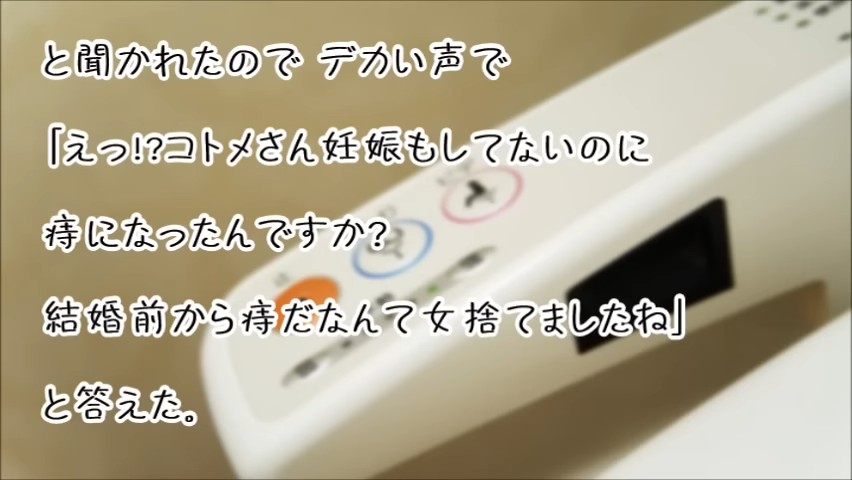 と聞かれたので デカい声で
「えっ!?コトメさん妊娠もしてないのに
痔になったんですか?
結婚前から痔だなんて女捨てましたね」
と答えた。